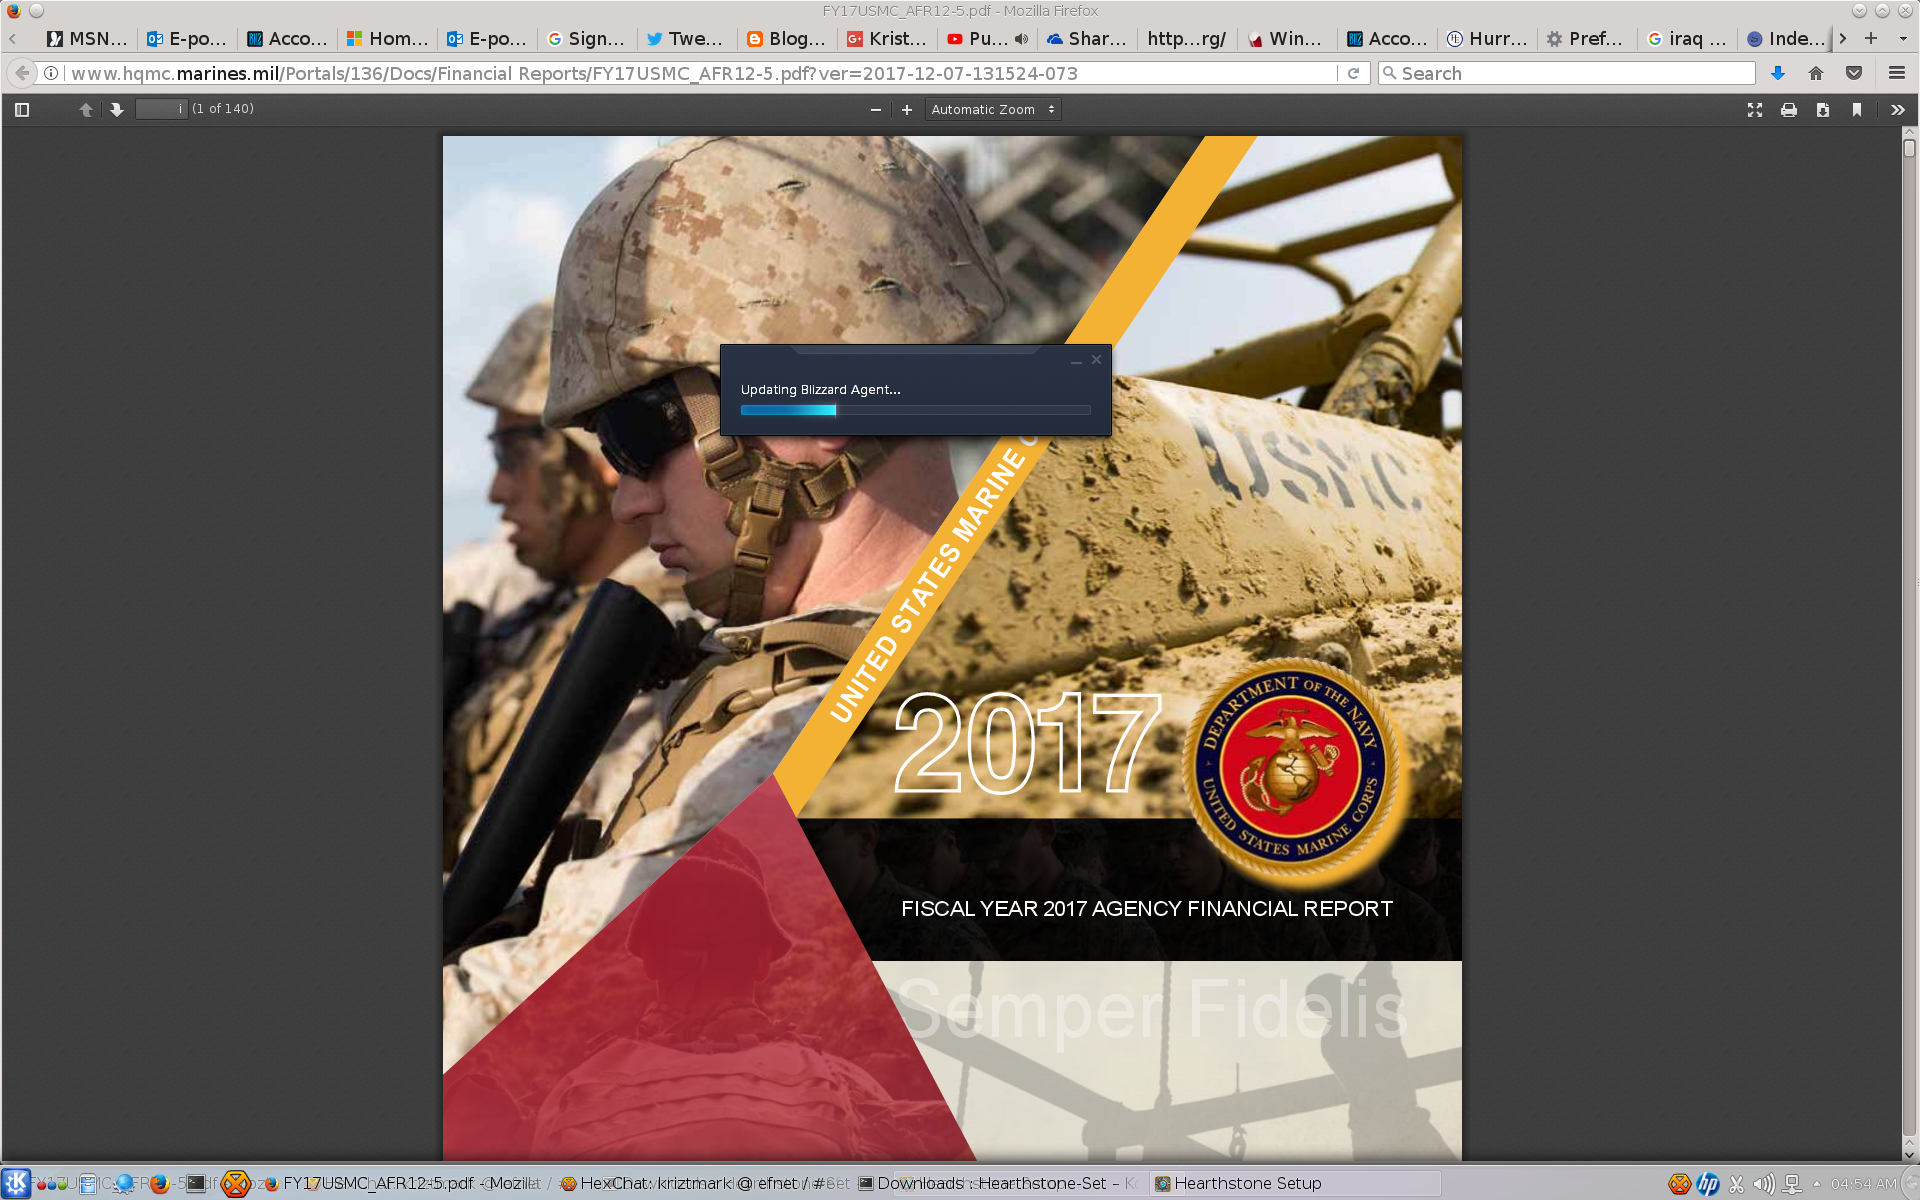 FY17USMC_AFR12-5.pdf - Mozilla Firefox
MSN... E-po... Acco... Hom... E-po... Sign... Twe... Blog... Krist... Pu... Shar... http...rg/ Win... Acco... Hurr... Pref... iraq ... Inde...
www.hqmc.marines.mil/Portals/136/Docs/Financial Reports/FY17USMC_AFR12-5.pdf?ver=2017-12-07-131524-073
Search
i (1 of 140)
Automatic Zoom
Updating Blizzard Agent...
USMC
UNITED STATES MARINE
2017
DEPARTMENT OF THE NAVY
UNITED STATES MARINE CORPS
FISCAL YEAR 2017 AGENCY FINANCIAL REPORT
Semper Fidelis
FY17USMC_AFR12-5.pdf - Mozilla
HexChat: kriztmark @ efnet / #
Downloads : Hearthstone-Set –
Hearthstone Setup
hp
04:54 AM